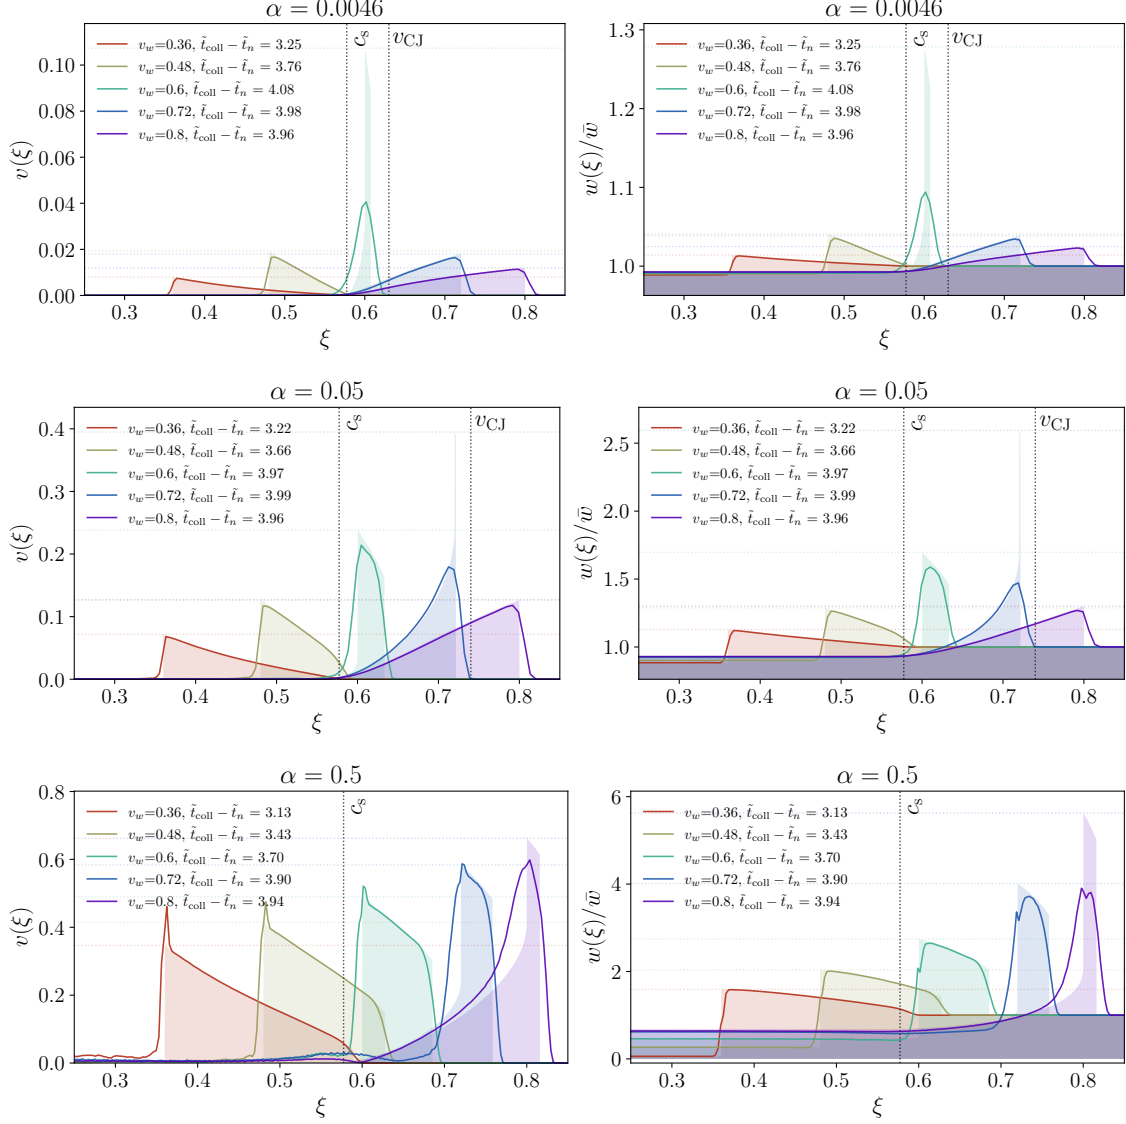 α = 0.0046
α = 0.0046
v_w=0.36, t̃_coll − t̃_n = 3.25
v_w=0.48, t̃_coll − t̃_n = 3.76
v_w=0.6, t̃_coll − t̃_n = 4.08
v_w=0.72, t̃_coll − t̃_n = 3.98
v_w=0.8, t̃_coll − t̃_n = 3.96
c_s
v_CJ
v(ξ)
0.10
0.08
0.06
0.04
0.02
0.00
0.3 0.4 0.5 0.6 0.7 0.8
ξ
v_w=0.36, t̃_coll − t̃_n = 3.25
v_w=0.48, t̃_coll − t̃_n = 3.76
v_w=0.6, t̃_coll − t̃_n = 4.08
v_w=0.72, t̃_coll − t̃_n = 3.98
v_w=0.8, t̃_coll − t̃_n = 3.96
c_s
v_CJ
w(ξ)/w̄
1.3
1.2
1.1
1.0
0.3 0.4 0.5 0.6 0.7 0.8
ξ
α = 0.05
α = 0.05
v_w=0.36, t̃_coll − t̃_n = 3.22
v_w=0.48, t̃_coll − t̃_n = 3.66
v_w=0.6, t̃_coll − t̃_n = 3.97
v_w=0.72, t̃_coll − t̃_n = 3.99
v_w=0.8, t̃_coll − t̃_n = 3.96
c_s
v_CJ
v(ξ)
0.4
0.3
0.2
0.1
0.0
0.3 0.4 0.5 0.6 0.7 0.8
ξ
v_w=0.36, t̃_coll − t̃_n = 3.22
v_w=0.48, t̃_coll − t̃_n = 3.66
v_w=0.6, t̃_coll − t̃_n = 3.97
v_w=0.72, t̃_coll − t̃_n = 3.99
v_w=0.8, t̃_coll − t̃_n = 3.96
c_s
v_CJ
w(ξ)/w̄
2.5
2.0
1.5
1.0
0.3 0.4 0.5 0.6 0.7 0.8
ξ
α = 0.5
α = 0.5
v_w=0.36, t̃_coll − t̃_n = 3.13
v_w=0.48, t̃_coll − t̃_n = 3.43
v_w=0.6, t̃_coll − t̃_n = 3.70
v_w=0.72, t̃_coll − t̃_n = 3.90
v_w=0.8, t̃_coll − t̃_n = 3.94
c_s
v(ξ)
0.8
0.6
0.4
0.2
0.0
0.3 0.4 0.5 0.6 0.7 0.8
ξ
v_w=0.36, t̃_coll − t̃_n = 3.13
v_w=0.48, t̃_coll − t̃_n = 3.43
v_w=0.6, t̃_coll − t̃_n = 3.70
v_w=0.72, t̃_coll − t̃_n = 3.90
v_w=0.8, t̃_coll − t̃_n = 3.94
c_s
w(ξ)/w̄
6
4
2
0
0.3 0.4 0.5 0.6 0.7 0.8
ξ